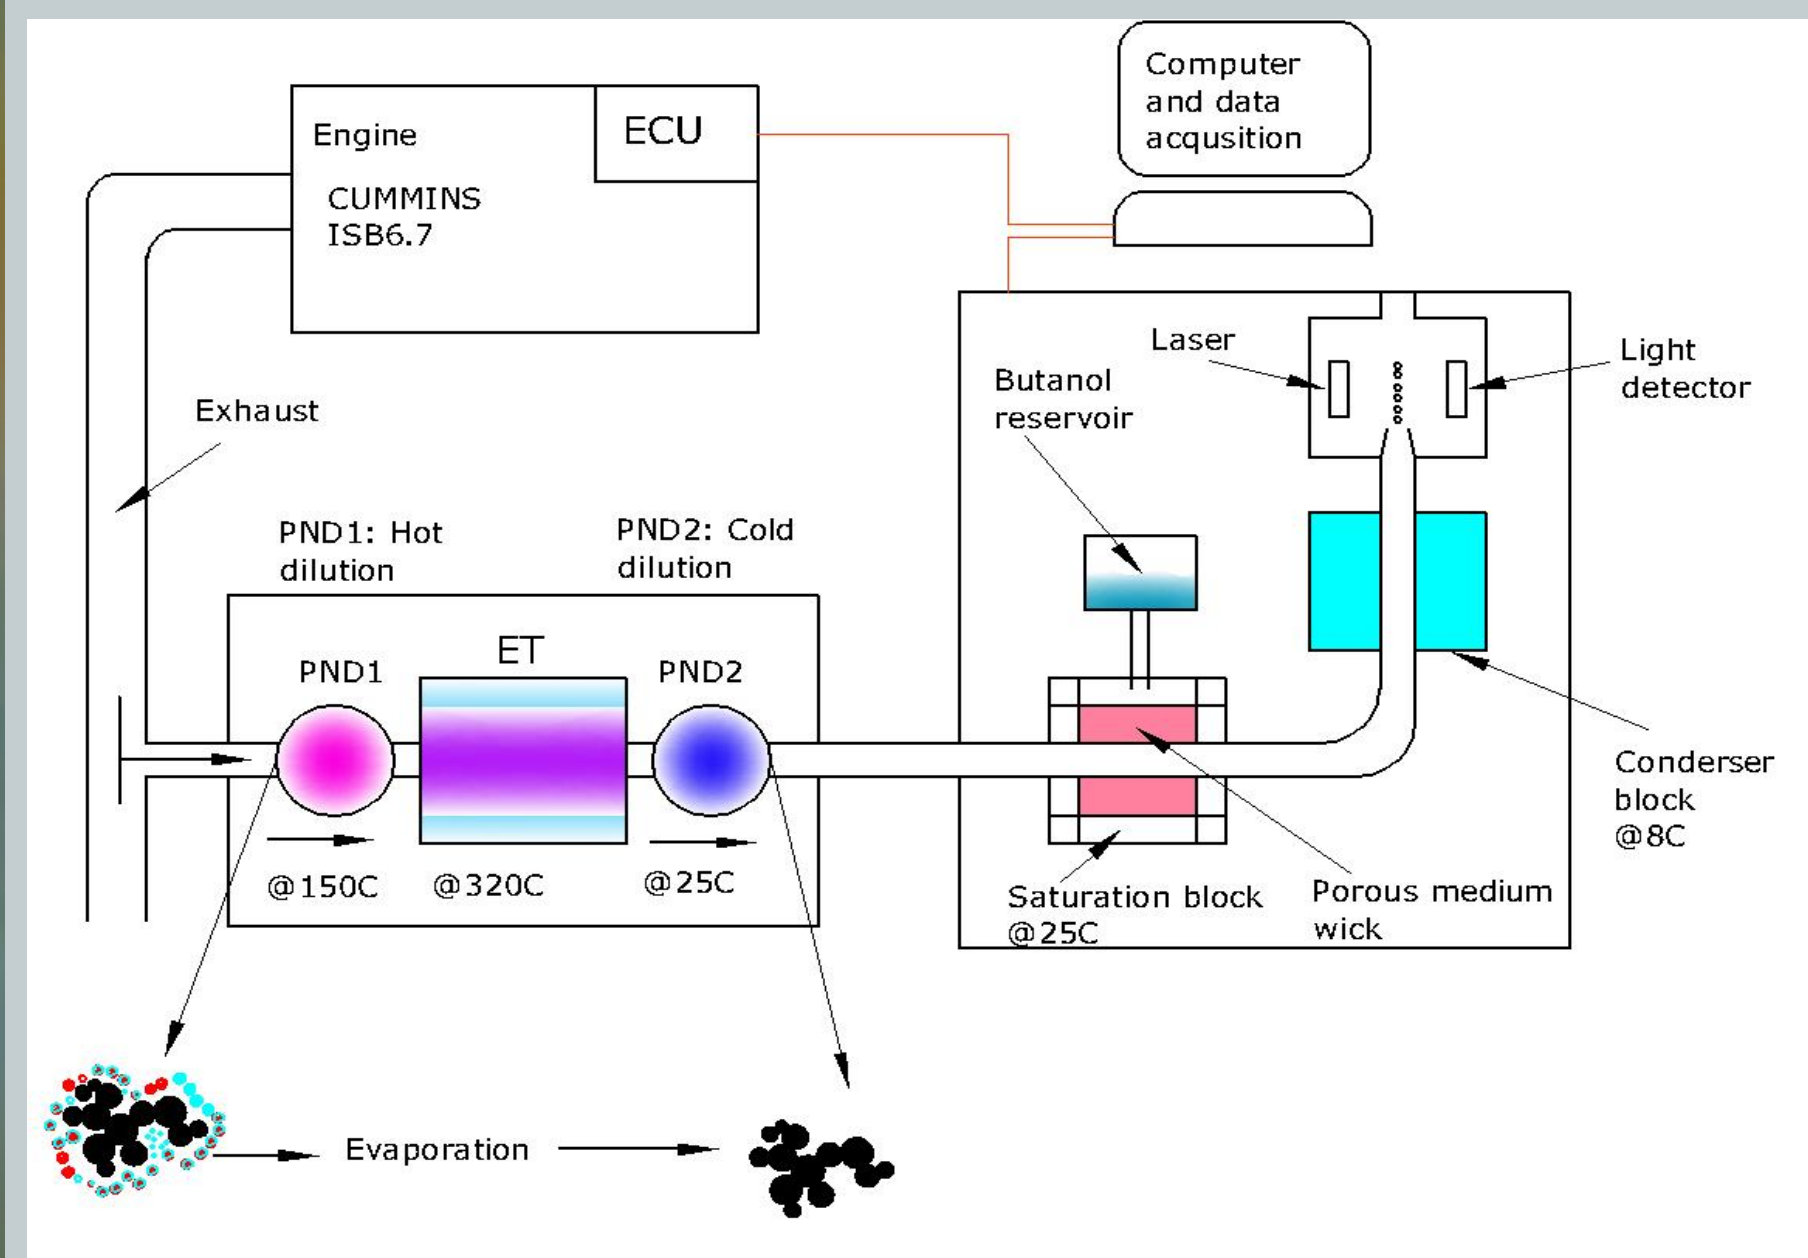 Computer
and data
acqusition
Engine
ECU
CUMMINS
ISB6.7
Laser
Light
detector
Butanol
reservoir
Exhaust
PND1: Hot
dilution
PND2: Cold
dilution
ET
PND1
PND2
@150C
@320C
@25C
Conderser
block
@8C
Saturation block
@25C
Porous medium
wick
Evaporation